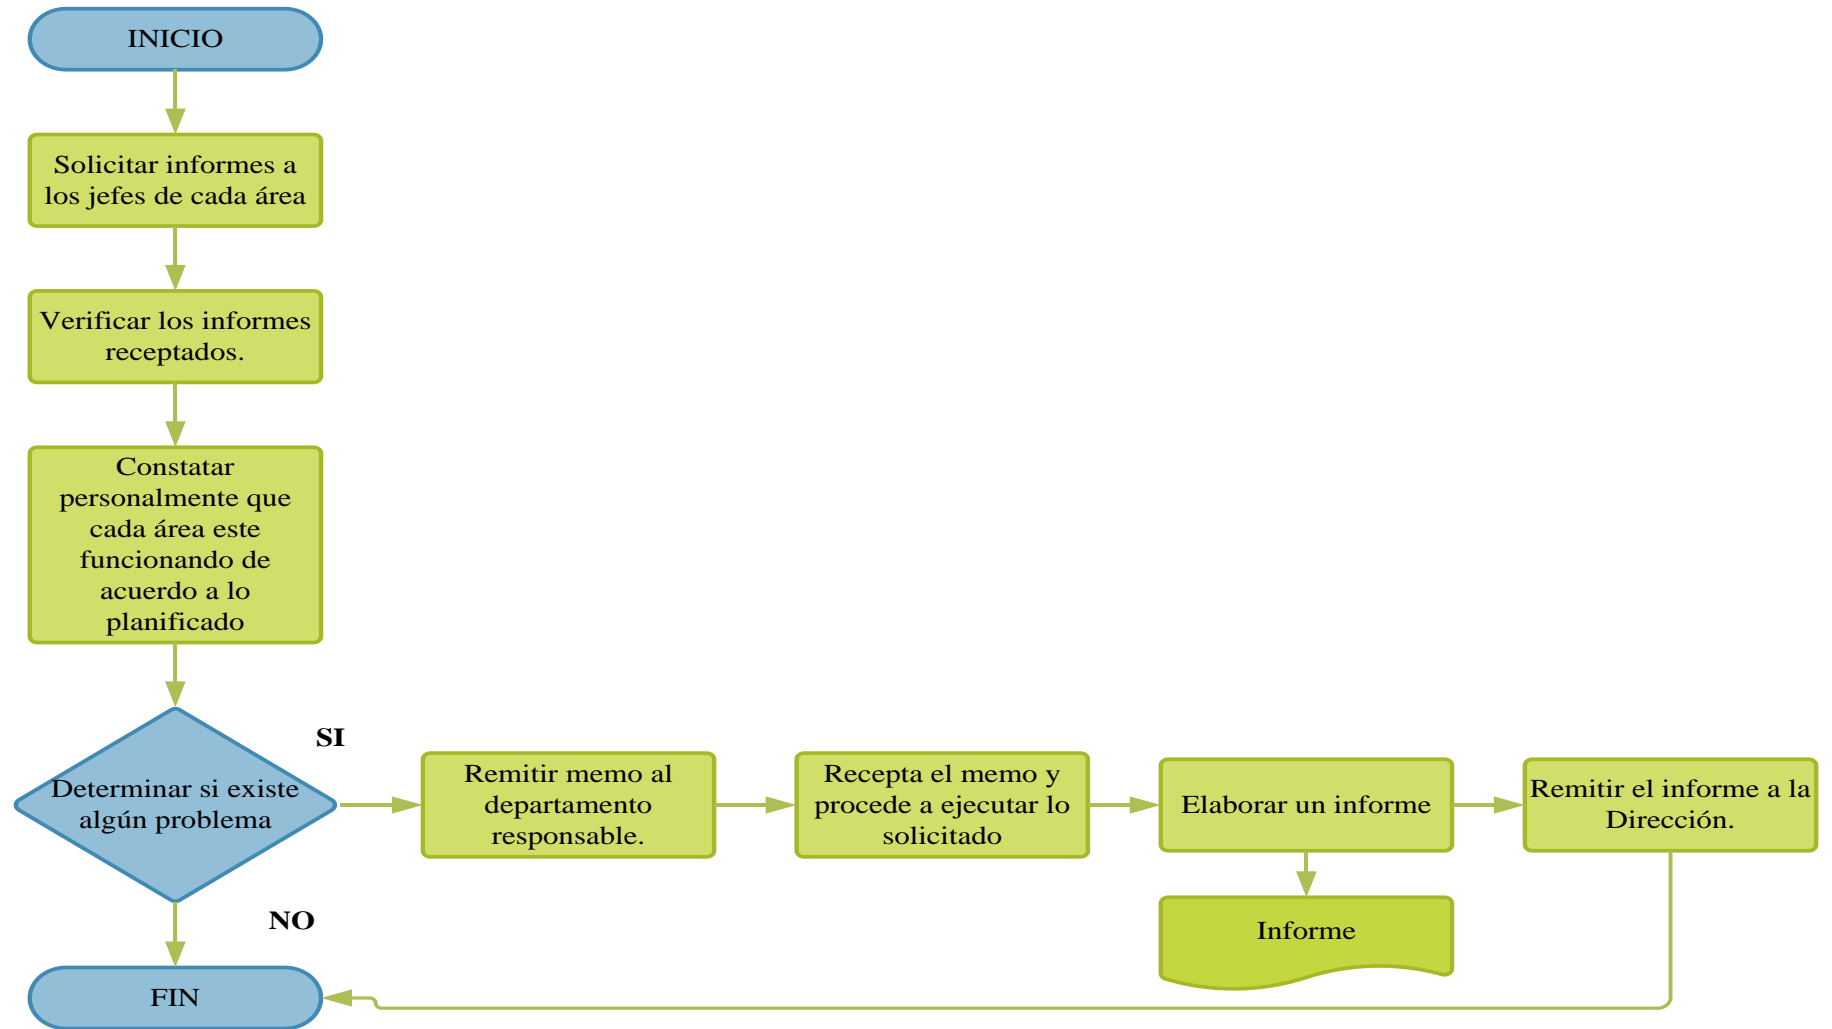 INICIO
Solicitar informes a
los jefes de cada área
Verificar los informes
receptados.
Constatar
personalmente que
cada área este
funcionando de
acuerdo a lo
planificado
Determinar si existe
algún problema
SI
Remitir memo al
departamento
responsable.
Recepta el memo y
procede a ejecutar lo
solicitado
Elaborar un informe
Remitir el informe a la
Dirección.
Informe
NO
FIN